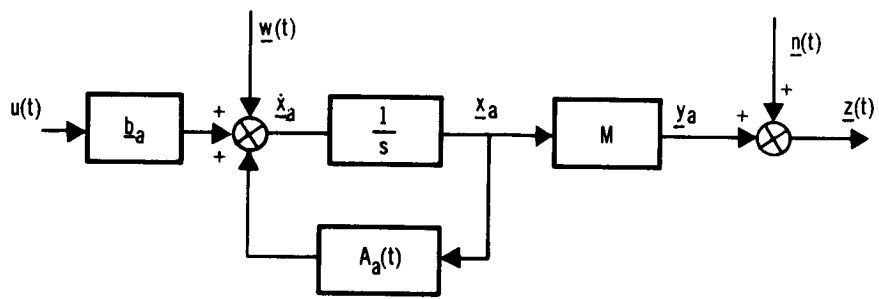 w(t)
n(t)
u(t)
b_a
+
+
ẋ_a
1
s
x_a
M
y_a
+
+
z(t)
A_a(t)